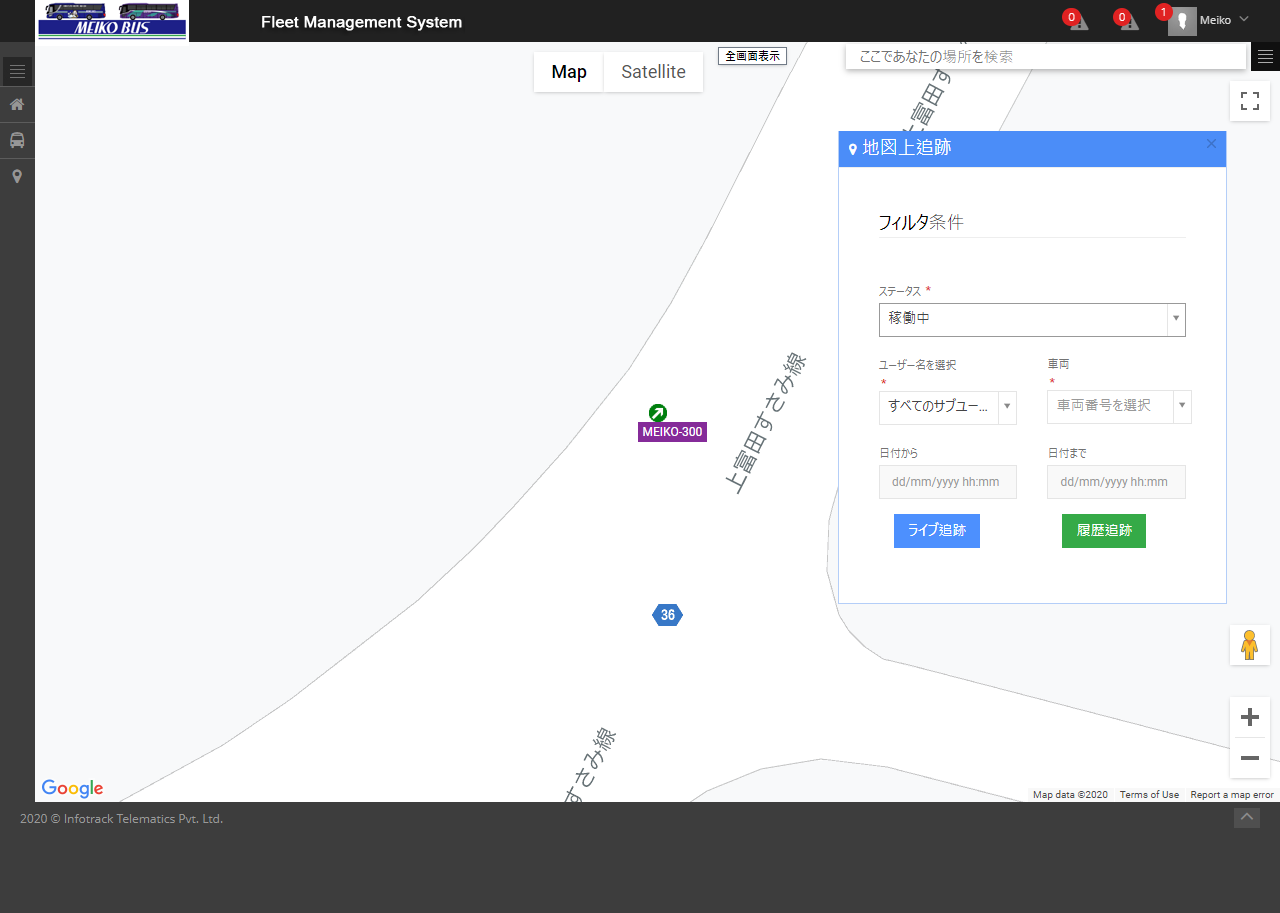 MEIKO BUS
Fleet Management System
0
0
1
Meiko
Map
Satellite
全画面表示
ここであなたの場所を検索
上富田すさみ線
地図上追跡
フィルタ条件
ステータス *
稼働中
ユーザー名を選択
*
車両
*
すべてのサブユー...
車両番号を選択
日付から
日付まで
dd/mm/yyyy hh:mm
dd/mm/yyyy hh:mm
ライブ追跡
履歴追跡
MEIKO-300
上富田すさみ線
36
すさみ線
Google
Map data ©2020
Terms of Use
Report a map error
2020 © Infotrack Telematics Pvt. Ltd.